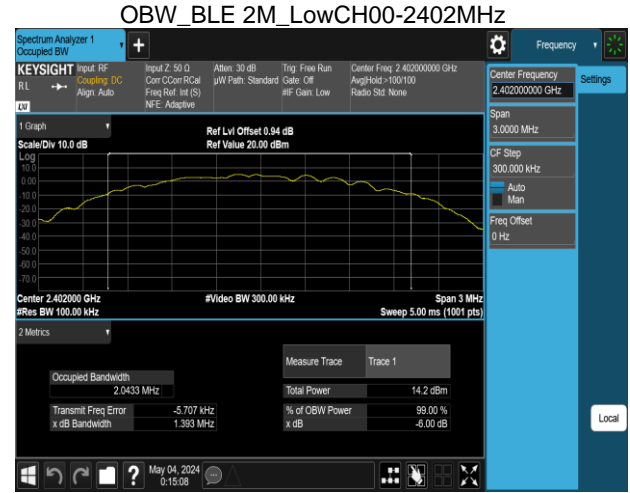 OBW_BLE 2M_LowCH00-2402MHz
Spectrum Analyzer 1
Occupied BW
Frequency
KEYSIGHT
RL
Input: RF
Coupling: DC
Align: Auto
Input Z: 50 Ω
Corr CCorr RCal
Freq Ref: Int (S)
NFE: Adaptive
Atten: 30 dB
µW Path: Standard
Trig: Free Run
Gate: Off
#IF Gain: Low
Center Freq: 2.402000000 GHz
Avg|Hold:>100/100
Radio Std: None
LXI
1 Graph
Scale/Div 10.0 dB
Ref Lvl Offset 0.94 dB
Ref Value 20.00 dBm
Log
10.0
0.00
-10.0
-20.0
-30.0
-40.0
-50.0
-60.0
-70.0
Center 2.402000 GHz
#Res BW 100.00 kHz
#Video BW 300.00 kHz
Span 3 MHz
Sweep 5.00 ms (1001 pts)
2 Metrics
Measure Trace Trace 1
Occupied Bandwidth
2.0433 MHz
Total Power 14.2 dBm
Transmit Freq Error -5.707 kHz
% of OBW Power 99.00 %
x dB Bandwidth 1.393 MHz
x dB -6.00 dB
Center Frequency
2.402000000 GHz
Settings
Span
3.0000 MHz
CF Step
300.000 kHz
Auto
Man
Freq Offset
0 Hz
Local
May 04, 2024
0:15:08